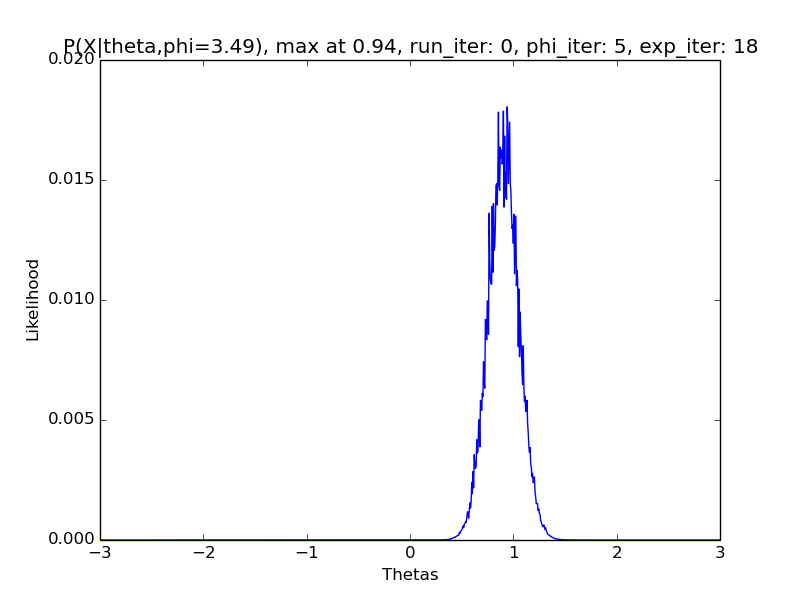 P(X|theta,phi=3.49), max at 0.94, run_iter: 0, phi_iter: 5, exp_iter: 18
0.020
0.015
0.010
0.005
0.000
Likelihood
−3 −2 −1 0 1 2 3
Thetas